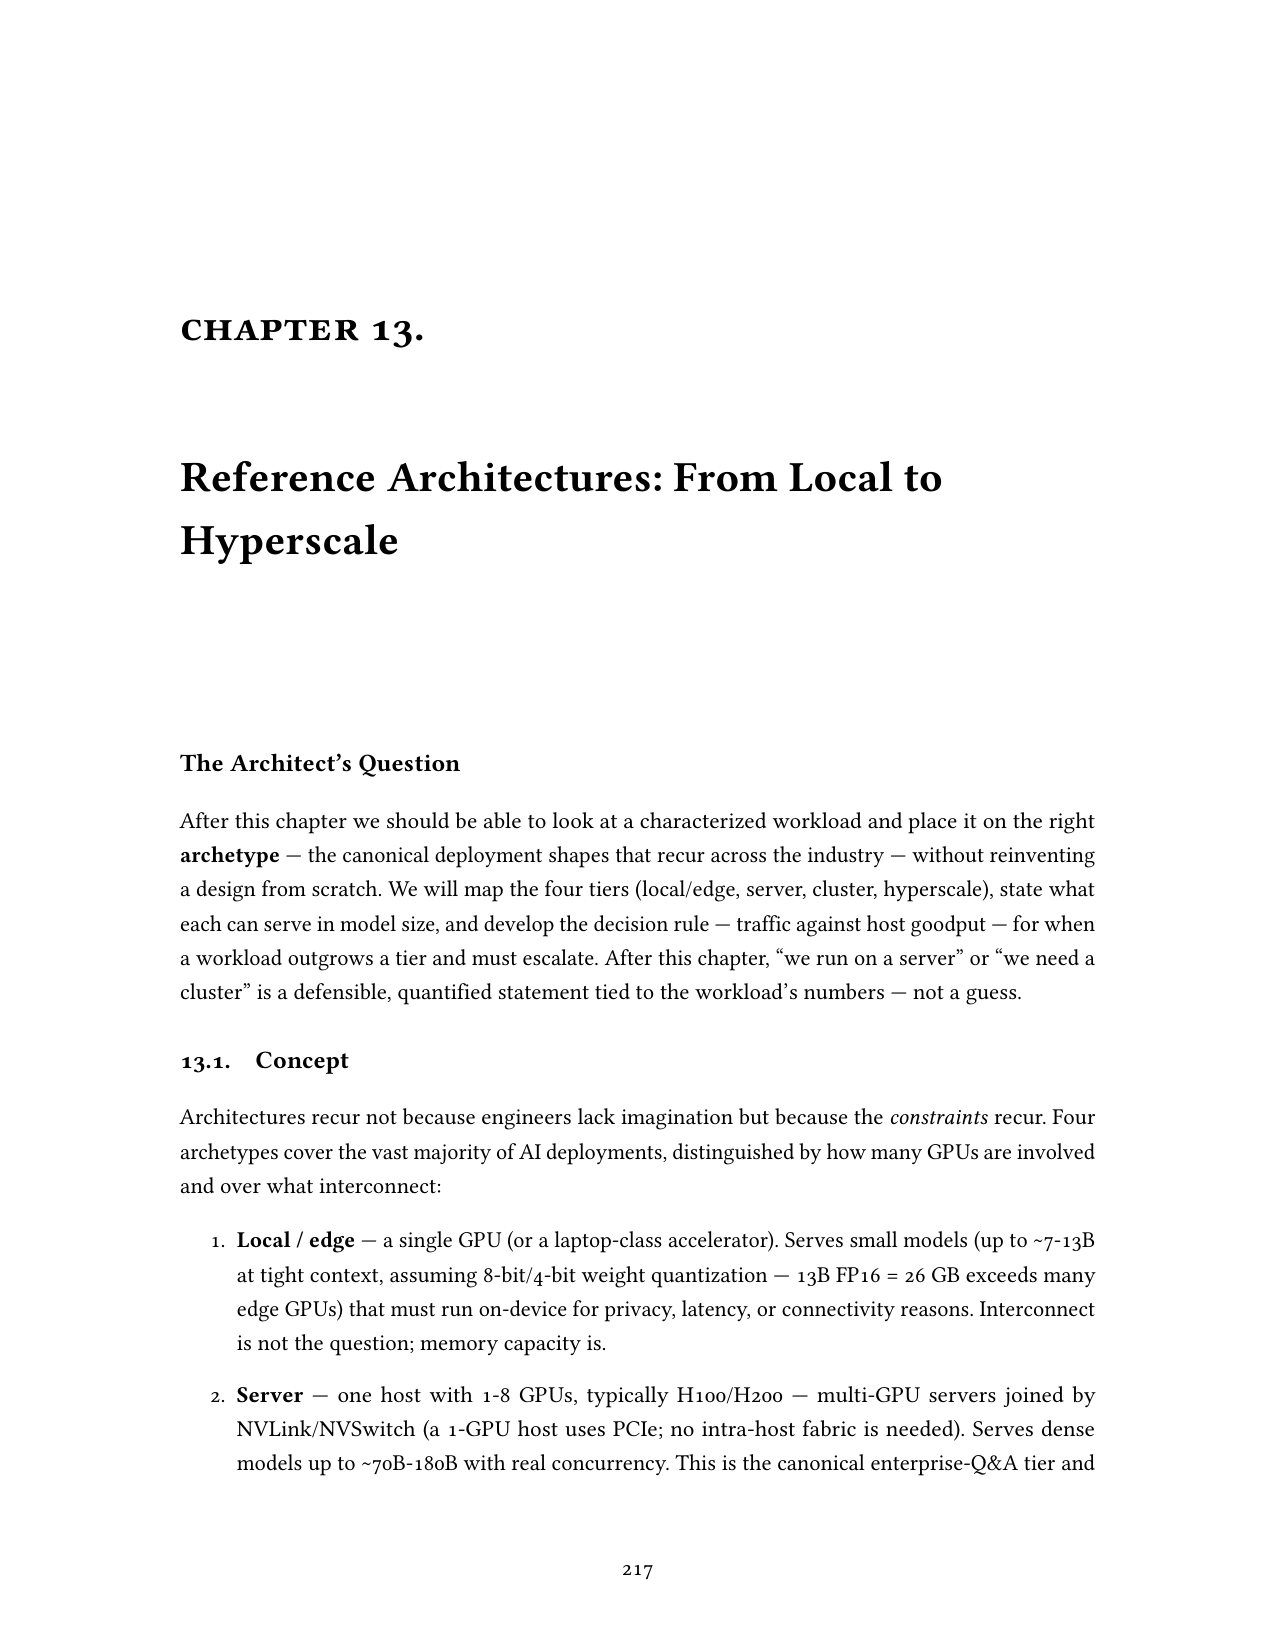 CHAPTER 13.
Reference Architectures: From Local to
Hyperscale
The Architect’s Question
After this chapter we should be able to look at a characterized workload and place it on the right
archetype — the canonical deployment shapes that recur across the industry — without reinventing
a design from scratch. We will map the four tiers (local/edge, server, cluster, hyperscale), state what
each can serve in model size, and develop the decision rule — traffic against host goodput — for when
a workload outgrows a tier and must escalate. After this chapter, “we run on a server” or “we need a
cluster” is a defensible, quantified statement tied to the workload’s numbers — not a guess.
13.1. Concept
Architectures recur not because engineers lack imagination but because the constraints recur. Four
archetypes cover the vast majority of AI deployments, distinguished by how many GPUs are involved
and over what interconnect:
1. Local / edge — a single GPU (or a laptop-class accelerator). Serves small models (up to ~7-13B
at tight context, assuming 8-bit/4-bit weight quantization — 13B FP16 = 26 GB exceeds many
edge GPUs) that must run on-device for privacy, latency, or connectivity reasons. Interconnect
is not the question; memory capacity is.
2. Server — one host with 1-8 GPUs, typically H100/H200 — multi-GPU servers joined by
NVLink/NVSwitch (a 1-GPU host uses PCIe; no intra-host fabric is needed). Serves dense
models up to ~70B-180B with real concurrency. This is the canonical enterprise-Q&A tier and
217